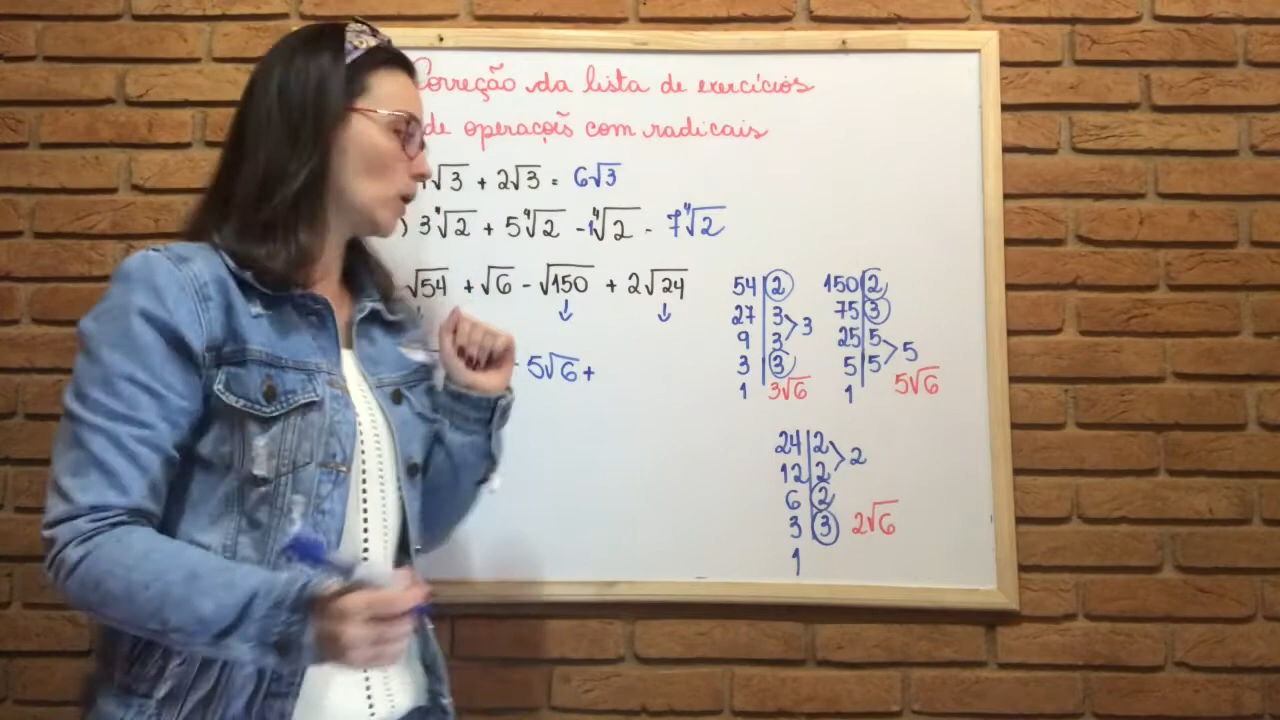 Correção da lista de exercícios
de operações com radicais
√3 + 2√3 = 6√3
) 3⁴√2 + 5⁴√2 - 1⁴√2 - 7⁴√2
√54 + √6 - √150 + 2√24
↓ ↓
5√6 +
54 | 2
27 | 3
9 | 3 > 3
3 | 3
1 3√6
150 | 2
75 | 3
25 | 5
5 | 5 > 5
1 5√6
24 | 2
12 | 2 > 2
6 | 2
3 | 3 2√6
1